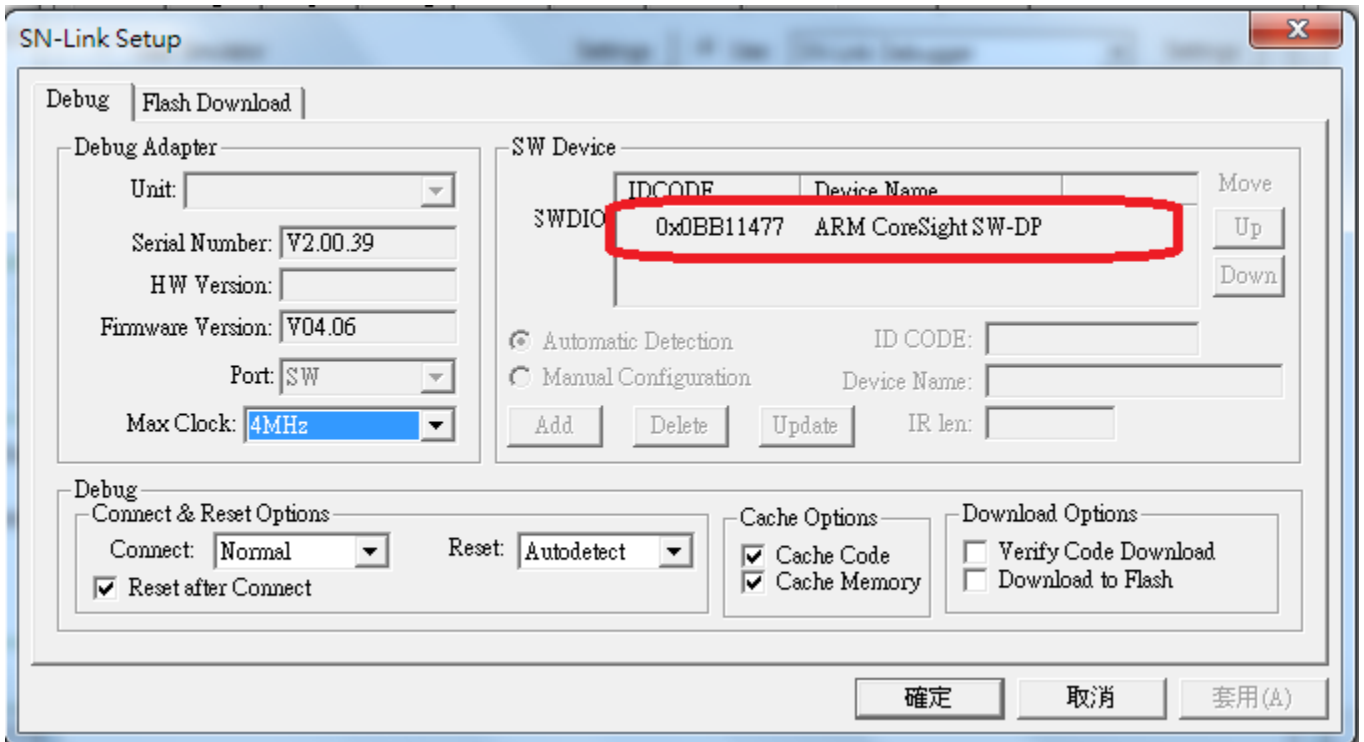 SN-Link Setup
Debug
Flash Download
Debug Adapter
Unit:
Serial Number: V2.00.39
HW Version:
Firmware Version: V04.06
Port: SW
Max Clock: 4MHz
SW Device
IDCODE Device Name
SWDIO 0x0BB11477 ARM CoreSight SW-DP
Move
Up
Down
Automatic Detection
Manual Configuration
ID CODE:
Device Name:
Add Delete Update IR len:
Debug
Connect & Reset Options
Connect: Normal Reset: Autodetect
Reset after Connect
Cache Options
Cache Code
Cache Memory
Download Options
Verify Code Download
Download to Flash
確定 取消 套用(A)